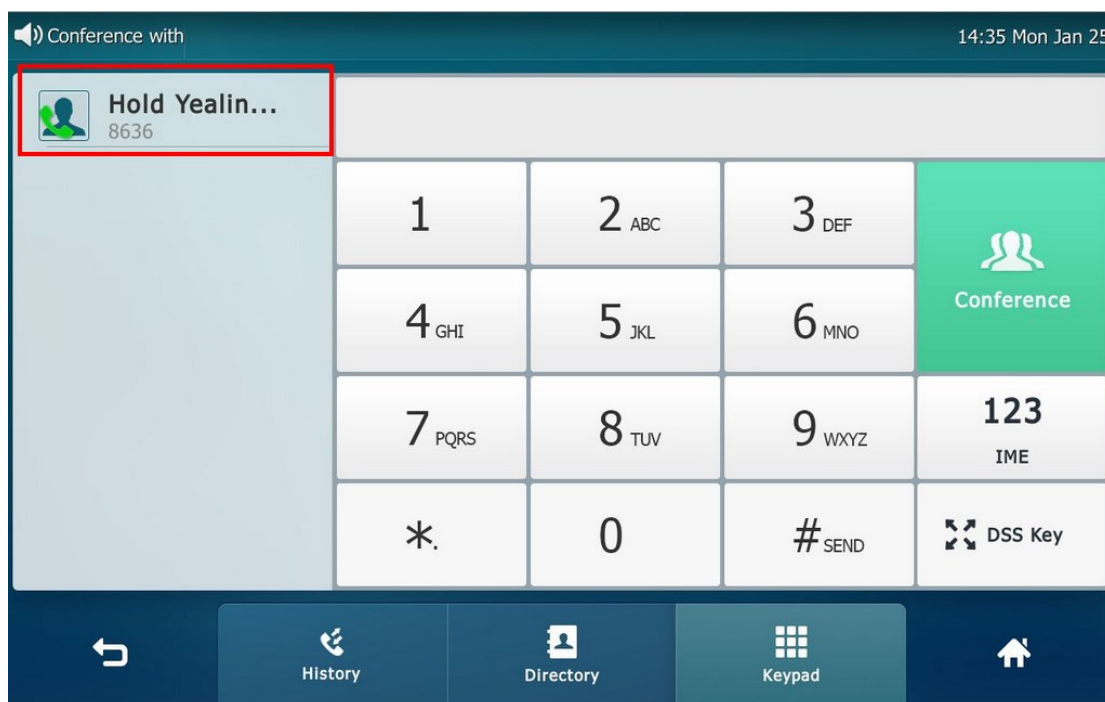 Conference with
14:35 Mon Jan 25
Hold Yealin...
8636
1
2 ABC
3 DEF
Conference
4 GHI
5 JKL
6 MNO
7 PQRS
8 TUV
9 WXYZ
123
IME
*.
0
# SEND
DSS Key
History
Directory
Keypad